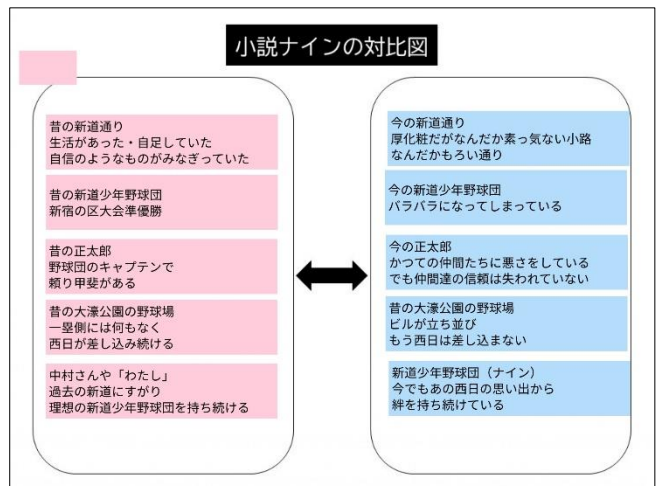 小説ナインの対比図
昔の新道通り
生活があった・自足していた
自信のようなものがみなぎっていた
昔の新道少年野球団
新宿の区大会準優勝
昔の正太郎
野球団のキャプテンで
頼り甲斐がある
昔の大濠公園の野球場
一塁側には何もなく
西日が差し込み続ける
中村さんや「わたし」
過去の新道にすがり
理想の新道少年野球団を持ち続ける
今の新道通り
厚化粧だがなんだか素っ気ない小路
なんだかもろい通り
今の新道少年野球団
バラバラになってしまっている
今の正太郎
かつての仲間たちに悪さをしている
でも仲間達の信頼は失われていない
昔の大濠公園の野球場
ビルが立ち並び
もう西日は差し込まない
新道少年野球団（ナイン）
今でもあの西日の思い出から
絆を持ち続けている